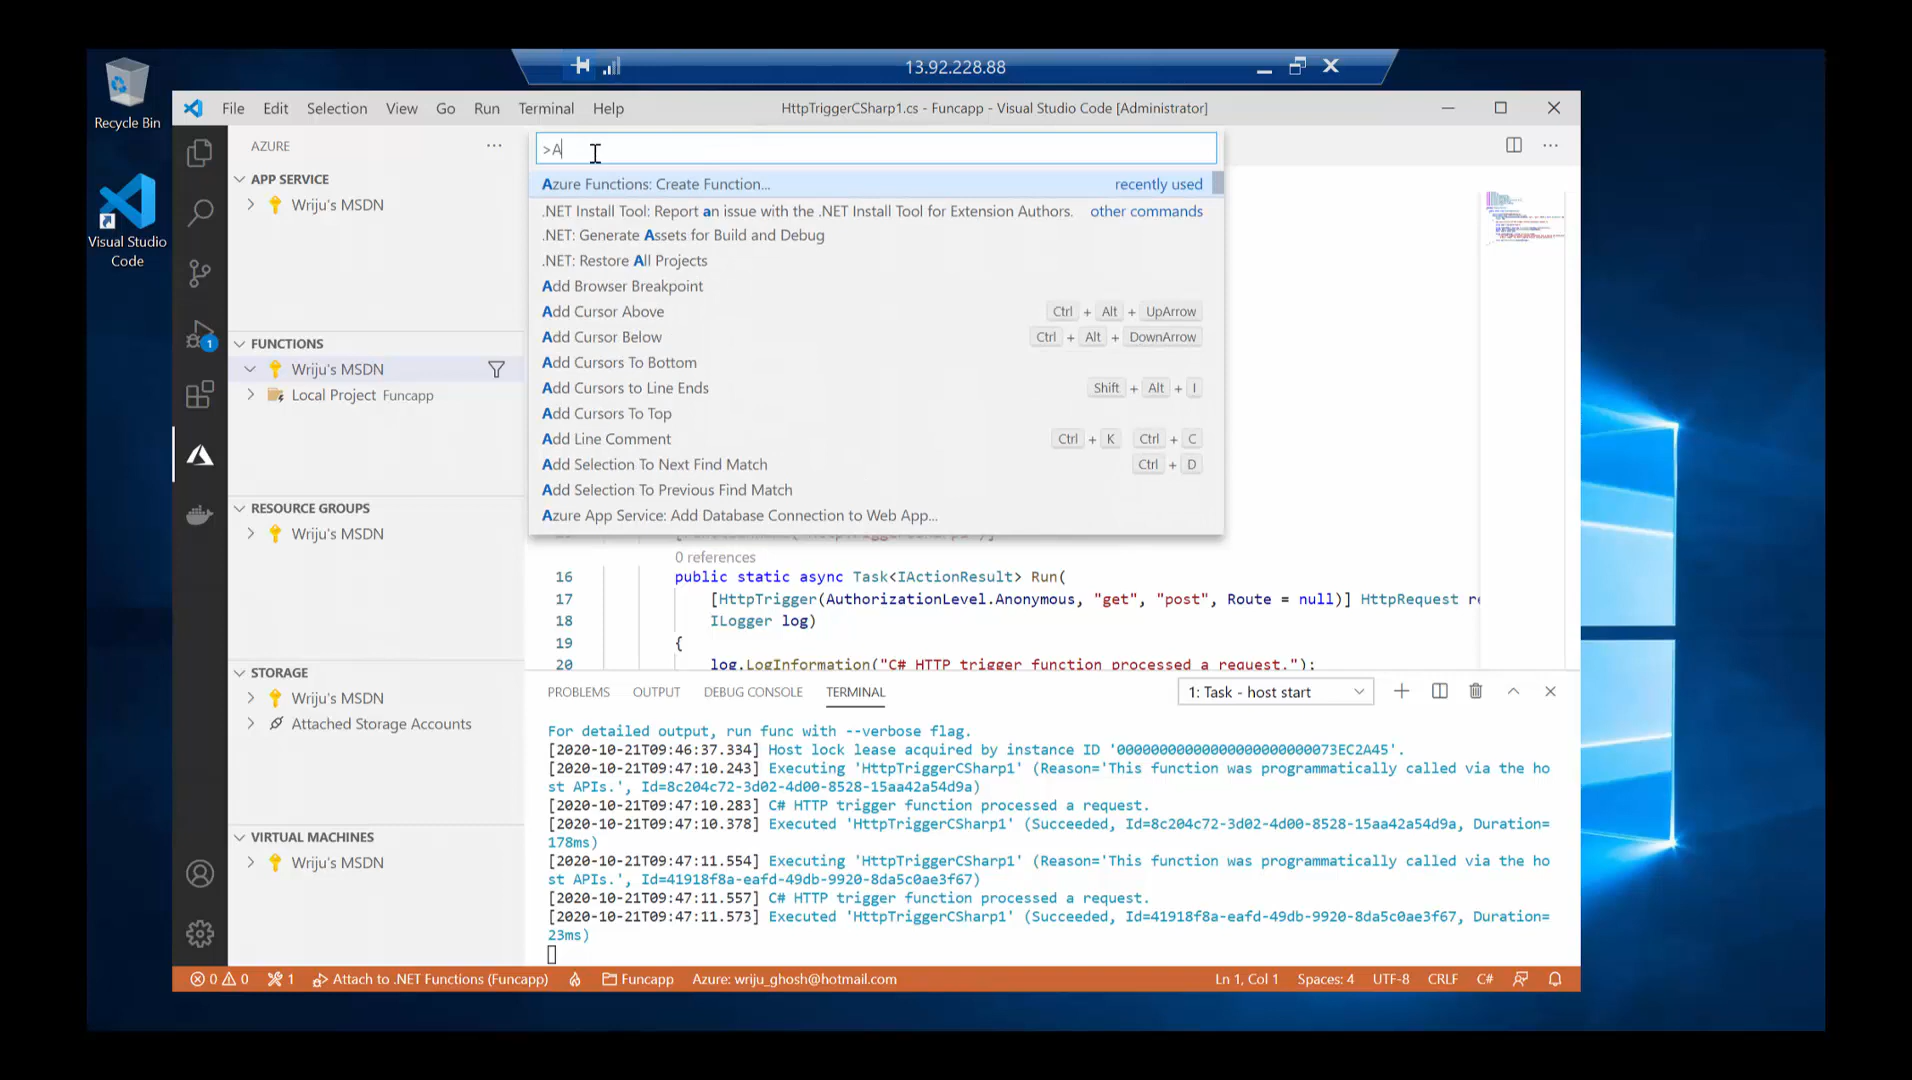 13.92.228.88
Recycle Bin
Visual Studio
Code
File Edit Selection View Go Run Terminal Help
HttpTriggerCSharp1.cs - Funcapp - Visual Studio Code [Administrator]
AZURE
APP SERVICE
Wriju's MSDN
FUNCTIONS
Wriju's MSDN
Local Project Funcapp
RESOURCE GROUPS
Wriju's MSDN
STORAGE
Wriju's MSDN
Attached Storage Accounts
VIRTUAL MACHINES
Wriju's MSDN
1
>A
Azure Functions: Create Function... recently used
.NET Install Tool: Report an issue with the .NET Install Tool for Extension Authors. other commands
.NET: Generate Assets for Build and Debug
.NET: Restore All Projects
Add Browser Breakpoint
Add Cursor Above Ctrl + Alt + UpArrow
Add Cursor Below Ctrl + Alt + DownArrow
Add Cursors To Bottom
Add Cursors to Line Ends Shift + Alt + I
Add Cursors To Top
Add Line Comment Ctrl + K Ctrl + C
Add Selection To Next Find Match Ctrl + D
Add Selection To Previous Find Match
Azure App Service: Add Database Connection to Web App...
0 references
16 public static async Task<IActionResult> Run(
17 [HttpTrigger(AuthorizationLevel.Anonymous, "get", "post", Route = null)] HttpRequest re
18 ILogger log)
19 {
20 log.LogInformation("C# HTTP trigger function processed a request.");
PROBLEMS OUTPUT DEBUG CONSOLE TERMINAL 1: Task - host start
For detailed output, run func with --verbose flag.
[2020-10-21T09:46:37.334] Host lock lease acquired by instance ID '00000000000000000000000073EC2A45'.
[2020-10-21T09:47:10.243] Executing 'HttpTriggerCSharp1' (Reason='This function was programmatically called via the ho
st APIs.', Id=8c204c72-3d02-4d00-8528-15aa42a54d9a)
[2020-10-21T09:47:10.283] C# HTTP trigger function processed a request.
[2020-10-21T09:47:10.378] Executed 'HttpTriggerCSharp1' (Succeeded, Id=8c204c72-3d02-4d00-8528-15aa42a54d9a, Duration=
178ms)
[2020-10-21T09:47:11.554] Executing 'HttpTriggerCSharp1' (Reason='This function was programmatically called via the ho
st APIs.', Id=41918f8a-eafd-49db-9920-8da5c0ae3f67)
[2020-10-21T09:47:11.557] C# HTTP trigger function processed a request.
[2020-10-21T09:47:11.573] Executed 'HttpTriggerCSharp1' (Succeeded, Id=41918f8a-eafd-49db-9920-8da5c0ae3f67, Duration=
23ms)
0 0 1 Attach to .NET Functions (Funcapp) Funcapp Azure: wriju_ghosh@hotmail.com Ln 1, Col 1 Spaces: 4 UTF-8 CRLF C#